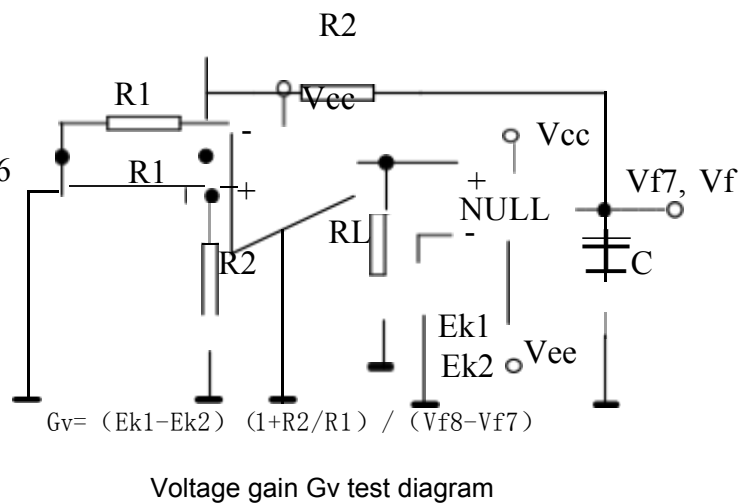 R2
R1
Vcc
-
Vcc
6
R1
+
+
Vf7, Vf
NULL
RL
-
R2
C
Ek1
Ek2
Vee
Gv= (Ek1-Ek2) (1+R2/R1) / (Vf8-Vf7)
Voltage gain Gv test diagram